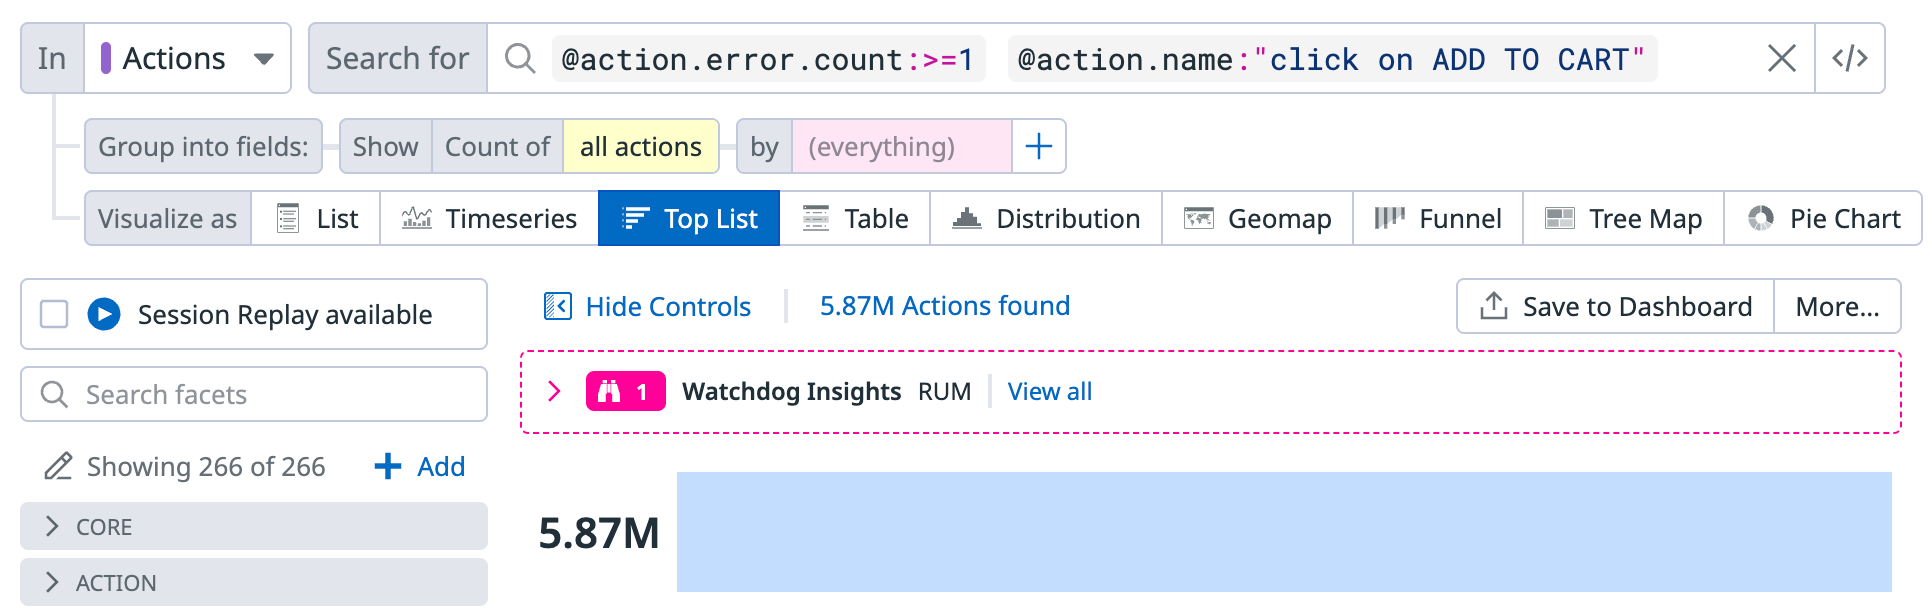 In Actions Search for @action.error.count:>=1 @action.name:"click on ADD TO CART" </>
Group into fields: Show Count of all actions by (everything)
Visualize as List Timeseries Top List Table Distribution Geomap Funnel Tree Map Pie Chart
Session Replay available
Hide Controls 5.87M Actions found Save to Dashboard More...
Search facets
1 Watchdog Insights RUM View all
Showing 266 of 266 Add
CORE
5.87M
ACTION